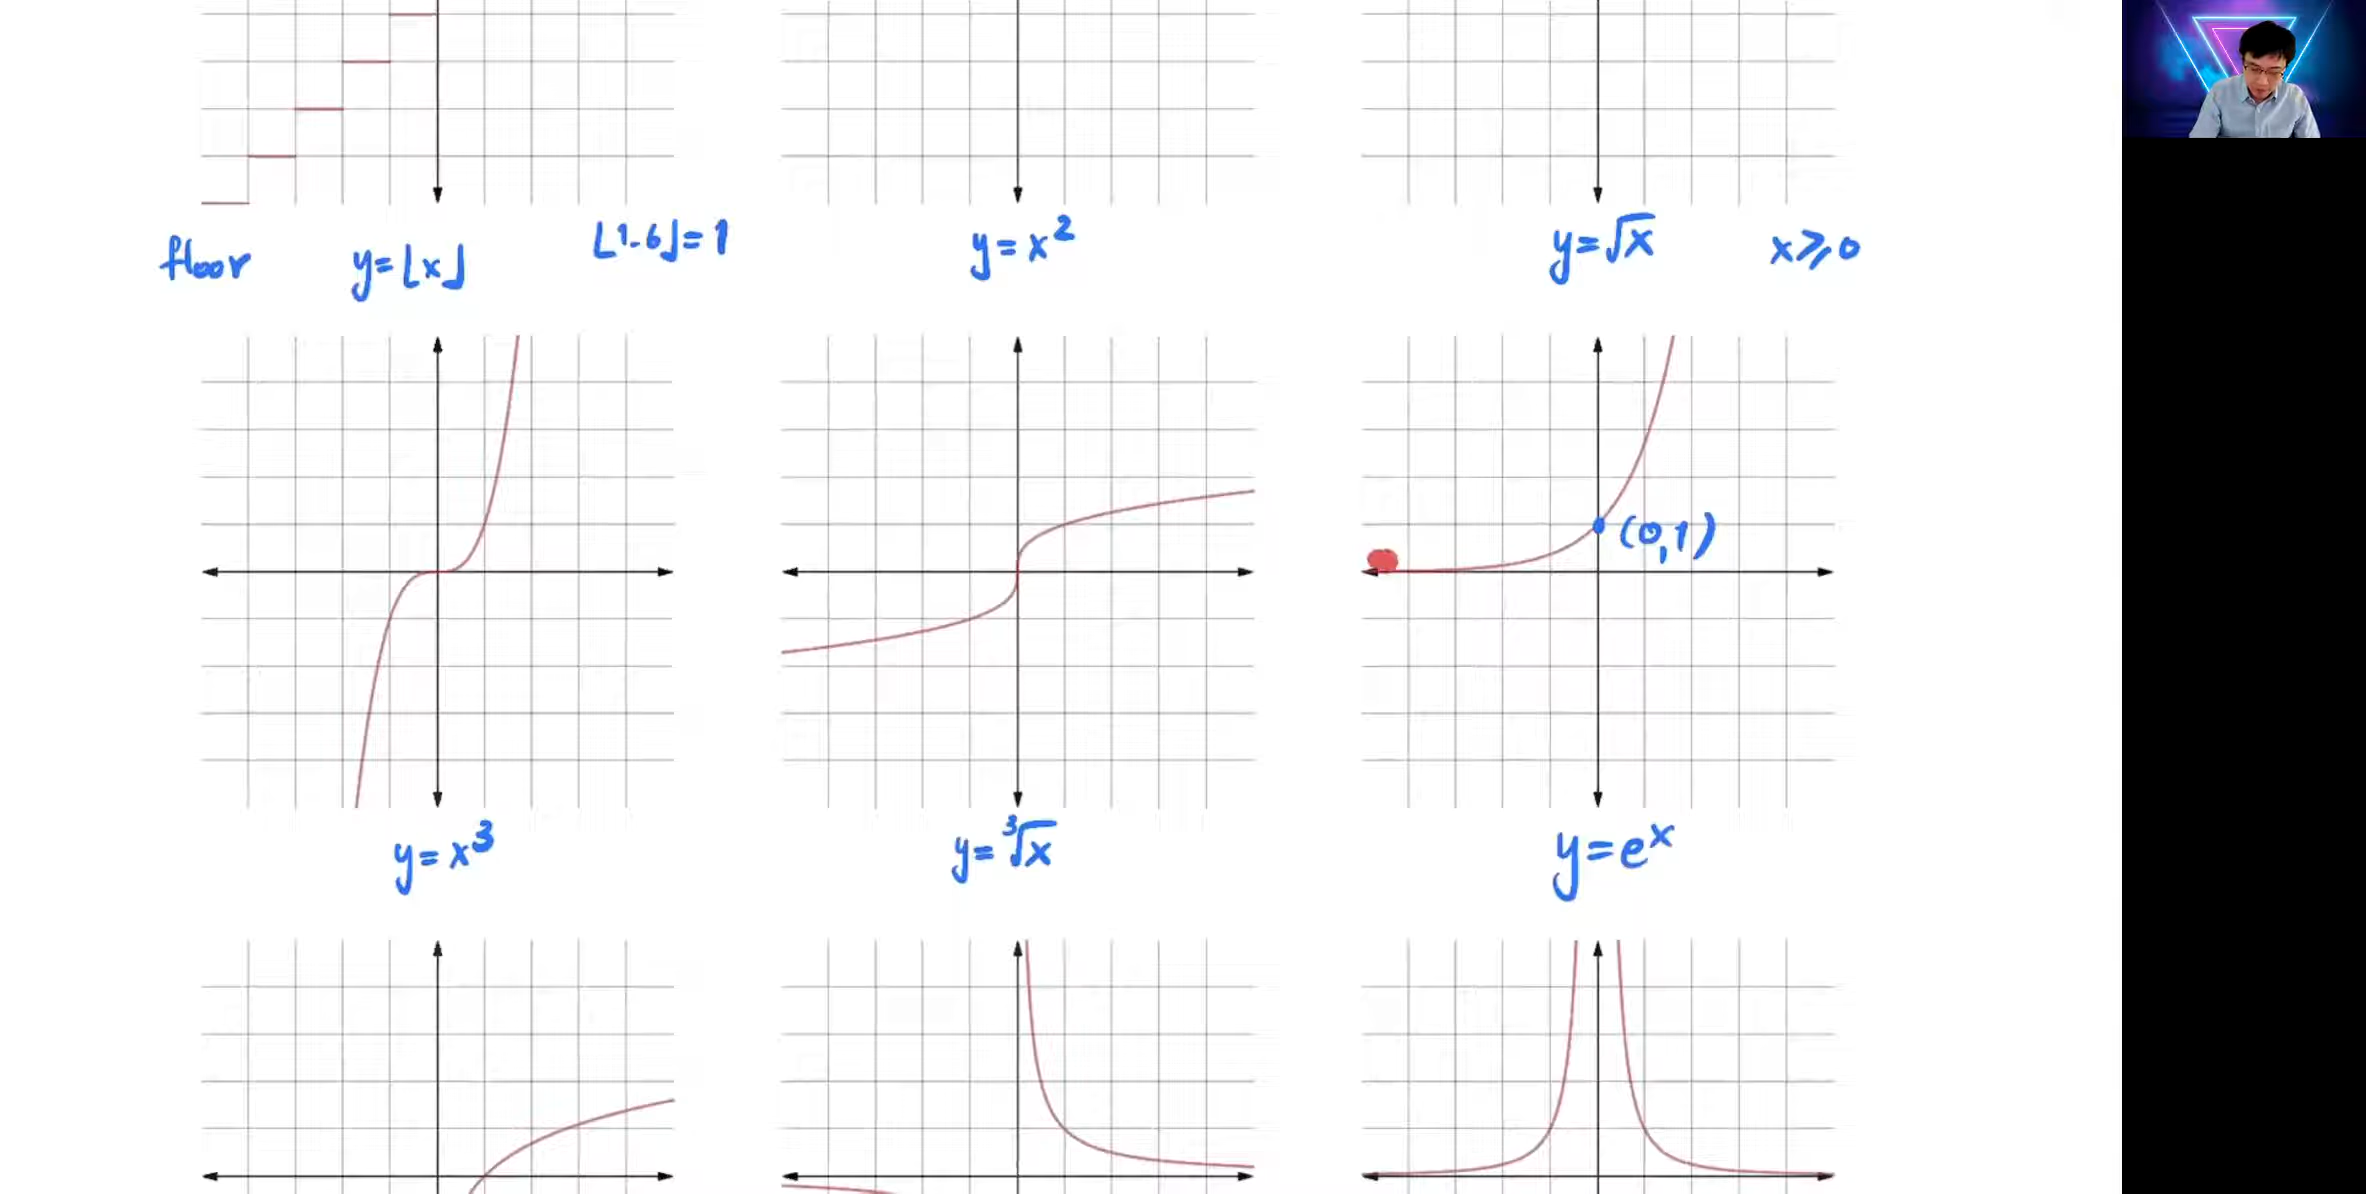 floor y=⌊x⌋ ⌊1.6⌋=1 y=x² y=√x x⩾0
(0,1)
y=x³ y=∛x y=eˣ